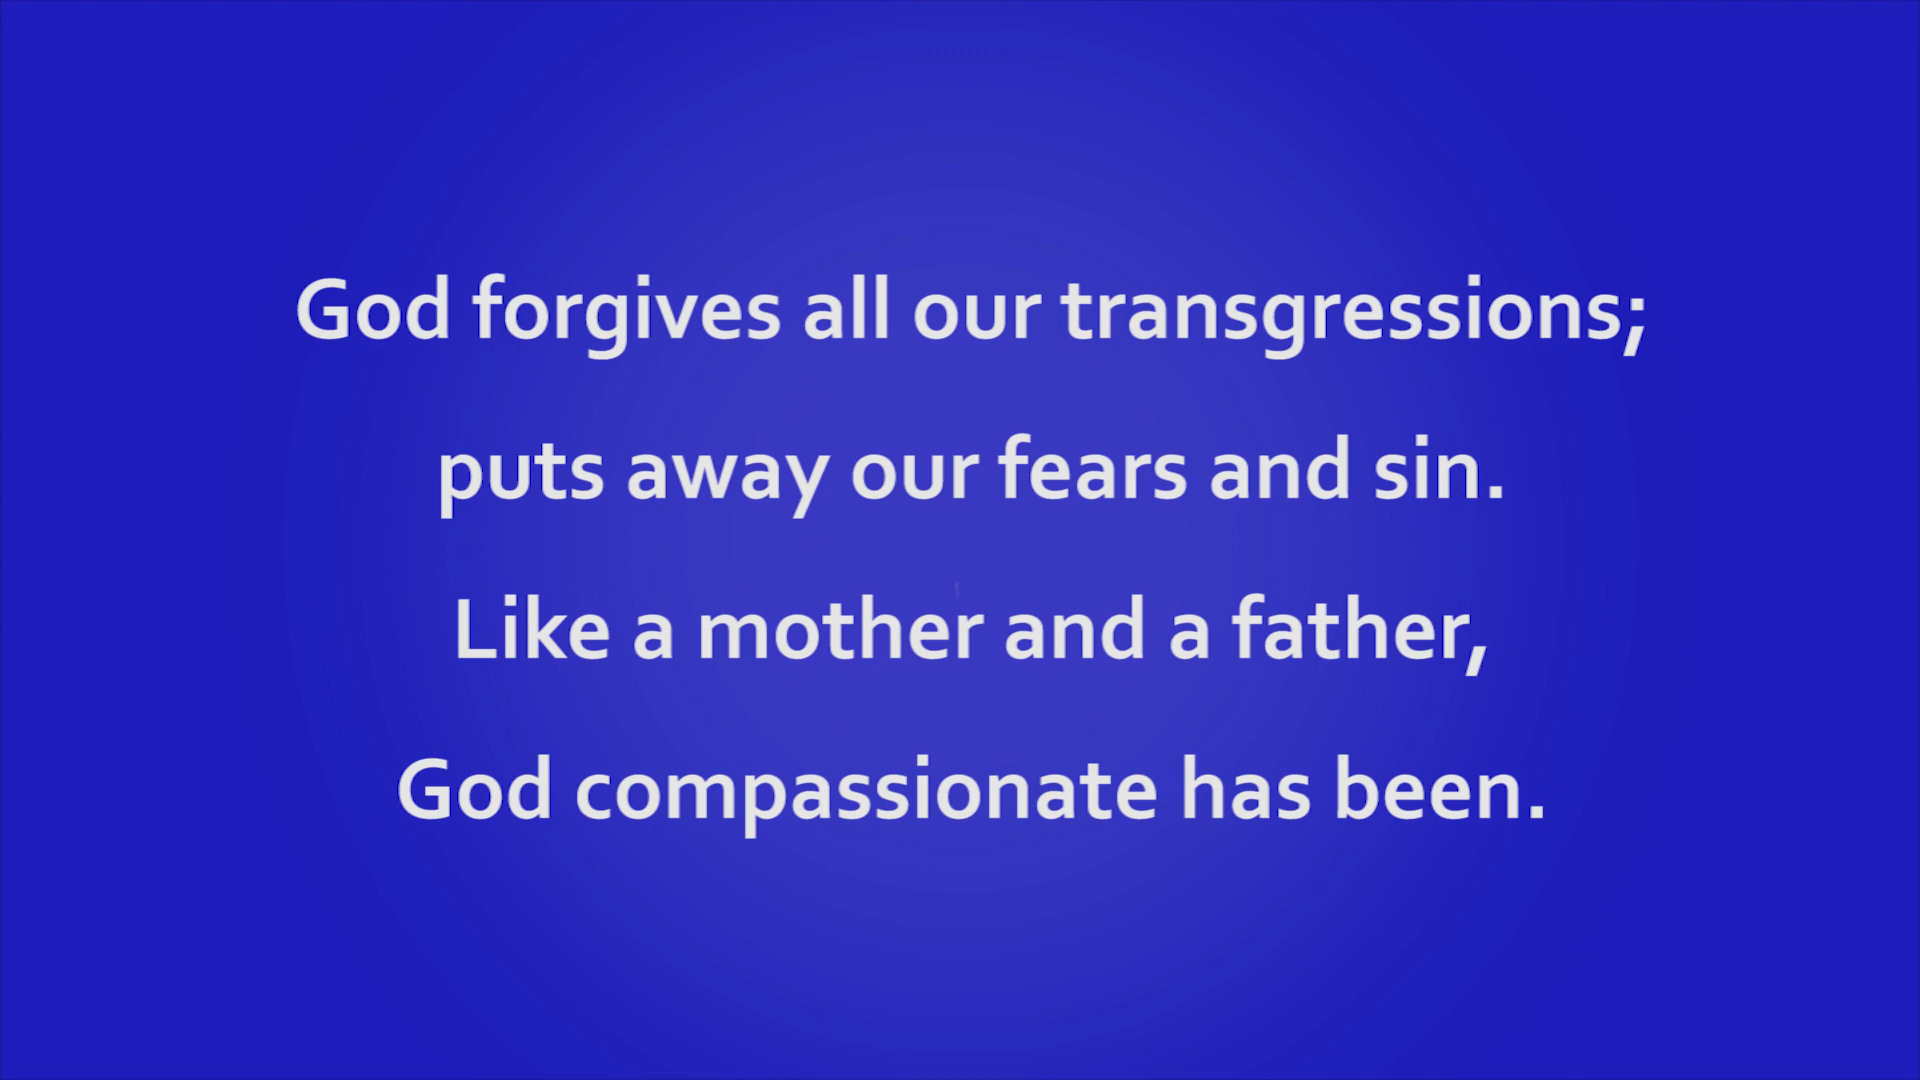 God forgives all our transgressions;
puts away our fears and sin.
Like a mother and a father,
God compassionate has been.